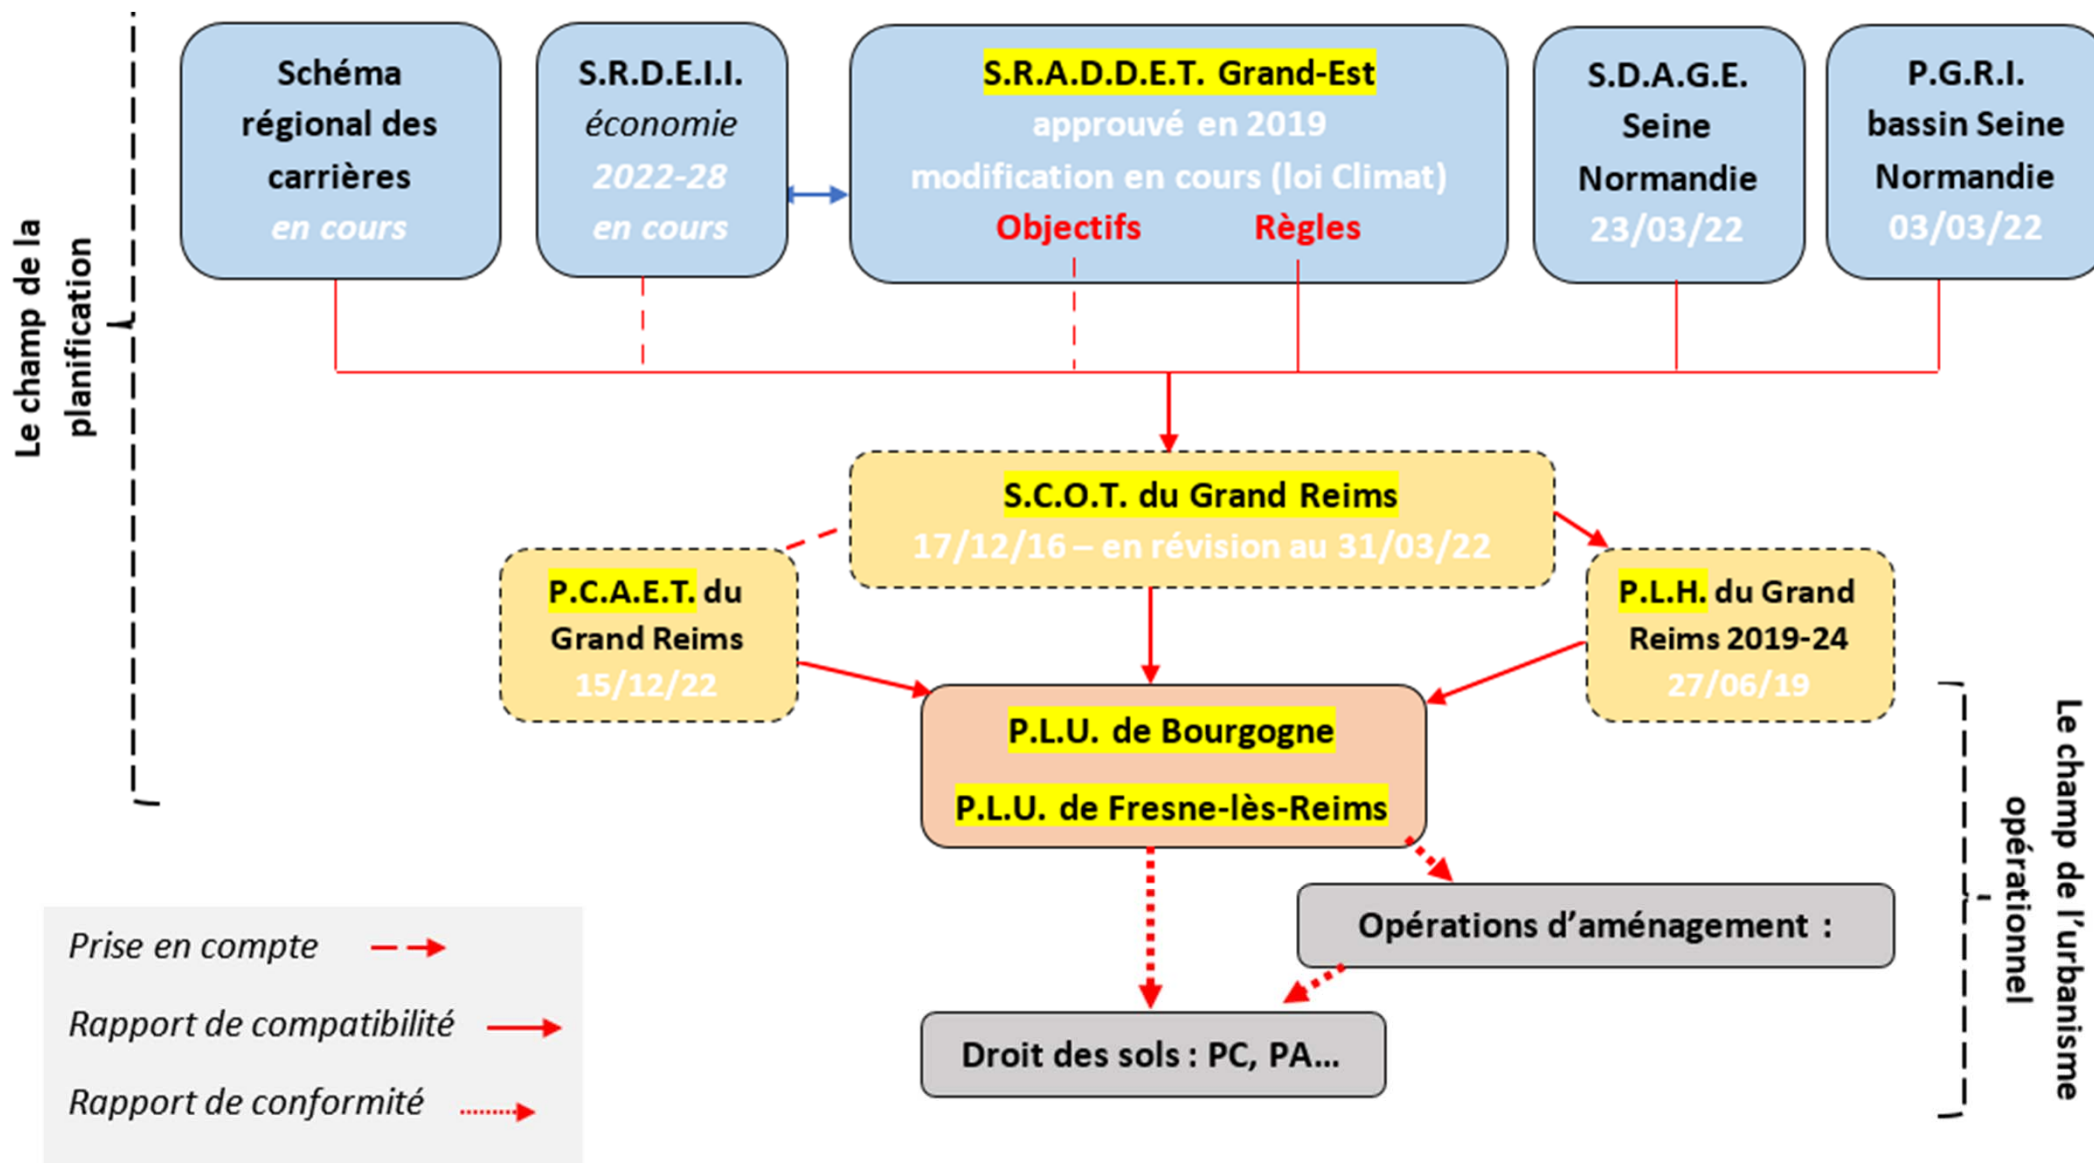 Le champ de la
planification
Schéma
régional des
carrières
en cours
S.R.D.E.I.I.
économie
2022-28
en cours
S.R.A.D.D.E.T. Grand-Est
approuvé en 2019
modification en cours (loi Climat)
Objectifs Règles
S.D.A.G.E.
Seine
Normandie
23/03/22
P.G.R.I.
bassin Seine
Normandie
03/03/22
S.C.O.T. du Grand Reims
17/12/16 – en révision au 31/03/22
P.C.A.E.T. du
Grand Reims
15/12/22
P.L.H. du Grand
Reims 2019-24
27/06/19
P.L.U. de Bourgogne
P.L.U. de Fresne-lès-Reims
Le champ de l'urbanisme
opérationnel
Opérations d'aménagement :
Droit des sols : PC, PA...
Prise en compte
Rapport de compatibilité
Rapport de conformité